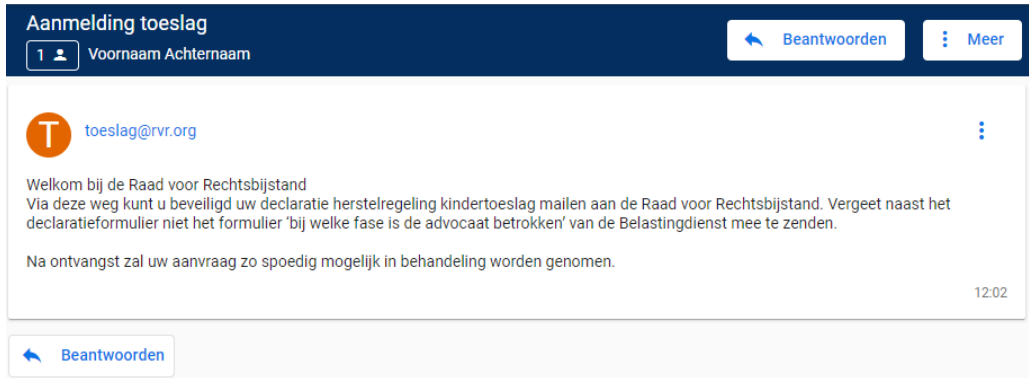 Aanmelding toeslag
1 Voornaam Achternaam
Beantwoorden
Meer
T
toeslag@rvr.org
Welkom bij de Raad voor Rechtsbijstand
Via deze weg kunt u beveiligd uw declaratie herstelregeling kindertoeslag mailen aan de Raad voor Rechtsbijstand. Vergeet naast het
declaratieformulier niet het formulier ‘bij welke fase is de advocaat betrokken’ van de Belastingdienst mee te zenden.
Na ontvangst zal uw aanvraag zo spoedig mogelijk in behandeling worden genomen.
12:02
Beantwoorden